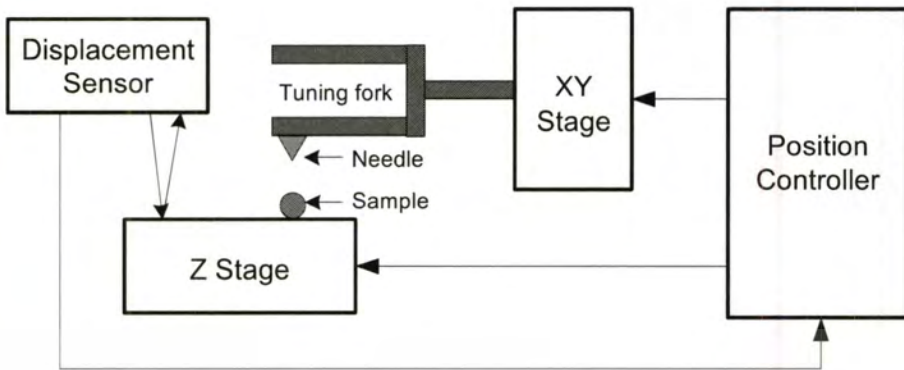 Displacement
Sensor
Tuning fork
XY
Stage
Position
Controller
Needle
Sample
Z Stage